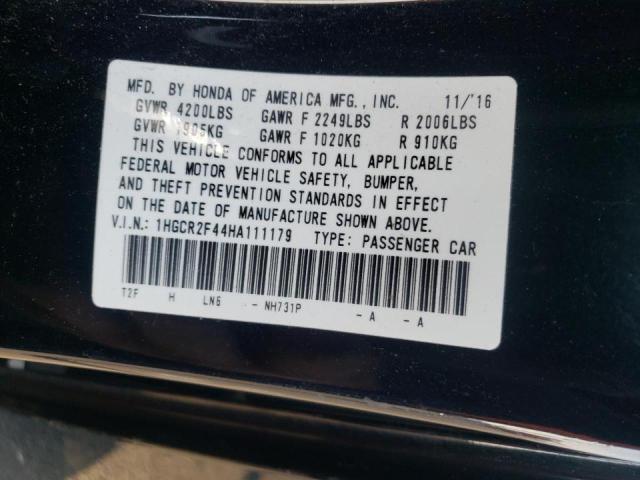 MFD. BY HONDA OF AMERICA MFG., INC. 11/'16
GVWR 4200LBS GAWR F 2249LBS R 2006LBS
GVWR 1905KG GAWR F 1020KG R 910KG
THIS VEHICLE CONFORMS TO ALL APPLICABLE
FEDERAL MOTOR VEHICLE SAFETY, BUMPER,
AND THEFT PREVENTION STANDARDS IN EFFECT
ON THE DATE OF MANUFACTURE SHOWN ABOVE.
V.I.N.: 1HGCR2F44HA111179 TYPE: PASSENGER CAR
T2F H LN6 - NH731P - A - A